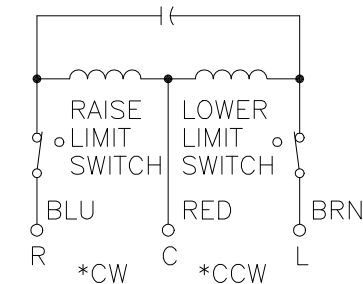 RAISE LOWER
LIMIT LIMIT
SWITCH SWITCH
BLU RED BRN
R C L
*CW *CCW